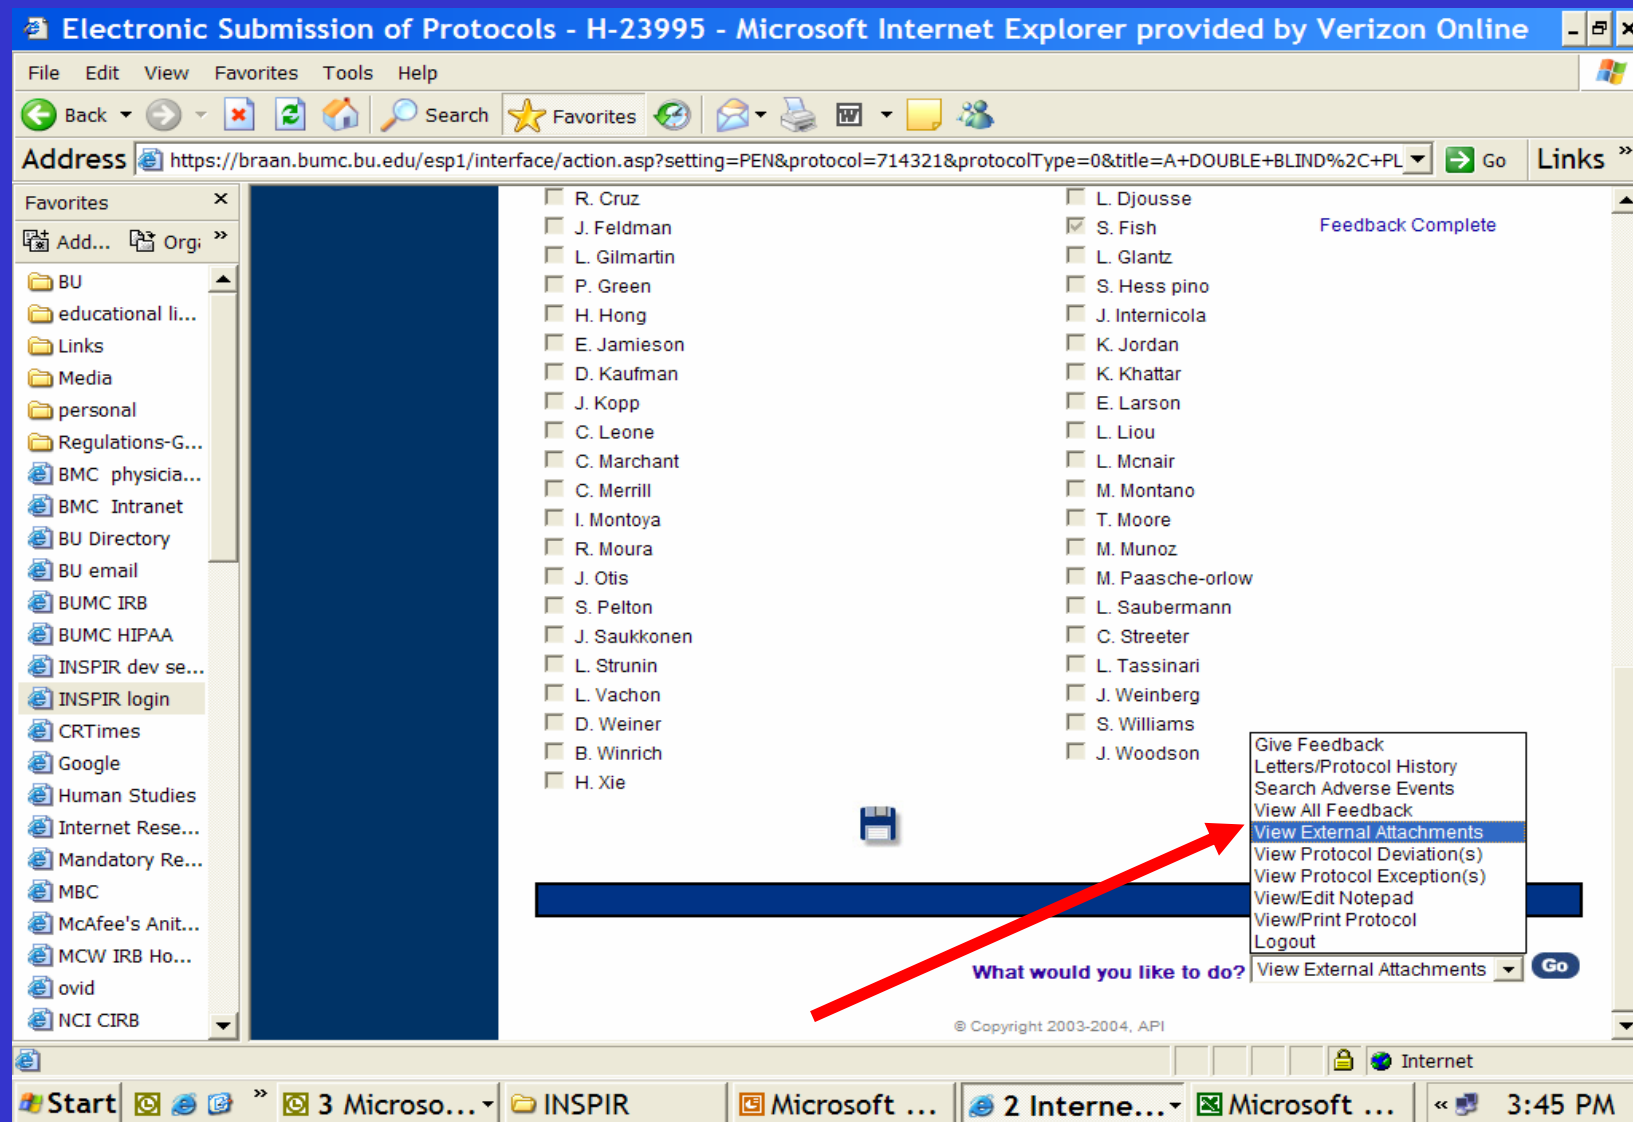 Electronic Submission of Protocols - H-23995 - Microsoft Internet Explorer provided by Verizon Online
File Edit View Favorites Tools Help
Back Search Favorites
Address https://braan.bumc.bu.edu/esp1/interface/action.asp?setting=PEN&protocol=714321&protocolType=0&title=A+DOUBLE+BLIND%2C+PL Go Links »
Favorites x
Add... Orgi »
BU
educational li...
Links
Media
personal
Regulations-G...
BMC physicia...
BMC Intranet
BU Directory
BU email
BUMC IRB
BUMC HIPAA
INSPIR dev se...
INSPIR login
CRTimes
Google
Human Studies
Internet Rese...
Mandatory Re...
MBC
McAfee's Anit...
MCW IRB Ho...
ovid
NCI CIRB
R. Cruz L. Djousse
J. Feldman S. Fish Feedback Complete
L. Gilmartin L. Glantz
P. Green S. Hess pino
H. Hong J. Internicola
E. Jamieson K. Jordan
D. Kaufman K. Khattar
J. Kopp E. Larson
C. Leone L. Liou
C. Marchant L. Mcnair
C. Merrill M. Montano
I. Montoya T. Moore
R. Moura M. Munoz
J. Otis M. Paasche-orlow
S. Pelton L. Saubermann
J. Saukkonen C. Streeter
L. Strunin L. Tassinari
L. Vachon J. Weinberg
D. Weiner S. Williams
B. Winrich J. Woodson
H. Xie
Give Feedback
Letters/Protocol History
Search Adverse Events
View All Feedback
View External Attachments
View Protocol Deviation(s)
View Protocol Exception(s)
View/Edit Notepad
View/Print Protocol
Logout
What would you like to do? View External Attachments Go
© Copyright 2003-2004, API
Internet
Start » 3 Microso... INSPIR Microsoft ... 2 Interne... Microsoft ... « 3:45 PM